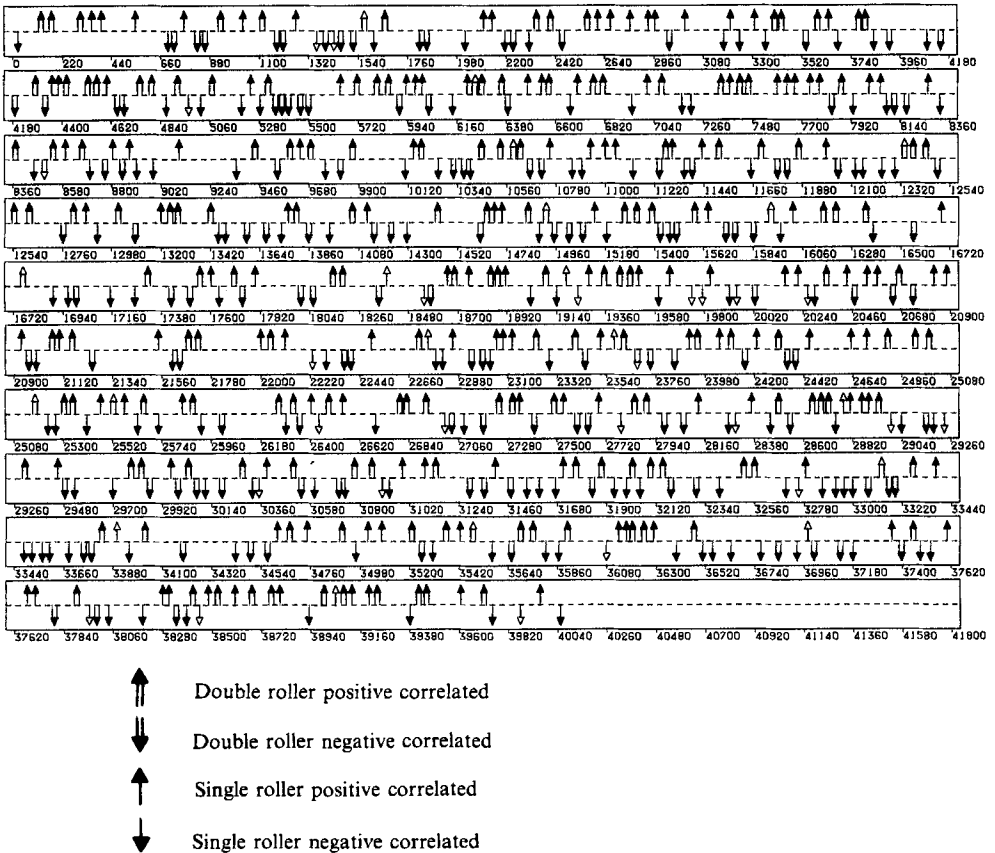 0 220 440 660 880 1100 1320 1540 1760 1980 2200 2420 2640 2860 3080 3300 3520 3740 3960 4180
4180 4400 4620 4840 5060 5280 5500 5720 5940 6160 6380 6600 6820 7040 7260 7480 7700 7920 8140 8360
8360 8580 8800 9020 9240 9460 9680 9900 10120 10340 10560 10780 11000 11220 11440 11660 11880 12100 12320 12540
12540 12760 12980 13200 13420 13640 13860 14080 14300 14520 14740 14960 15180 15400 15620 15840 16060 16280 16500 16720
16720 16940 17160 17380 17600 17820 18040 18260 18480 18700 18920 19140 19360 19580 19800 20020 20240 20460 20680 20900
20900 21120 21340 21560 21780 22000 22220 22440 22660 22880 23100 23320 23540 23760 23980 24200 24420 24640 24860 25080
25080 25300 25520 25740 25960 26180 26400 26620 26840 27060 27280 27500 27720 27940 28160 28380 28600 28820 29040 29260
29260 29480 29700 29920 30140 30360 30580 30800 31020 31240 31460 31680 31900 32120 32340 32560 32780 33000 33220 33440
33440 33660 33880 34100 34320 34540 34760 34980 35200 35420 35640 35860 36080 36300 36520 36740 36960 37180 37400 37620
37620 37840 38060 38280 38500 38720 38940 39160 39380 39600 39820 40040 40260 40480 40700 40920 41140 41360 41580 41800
Double roller positive correlated
Double roller negative correlated
Single roller positive correlated
Single roller negative correlated